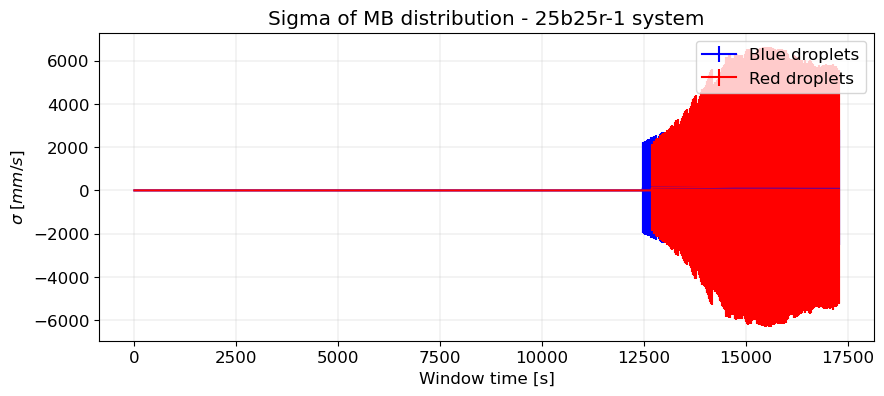 Sigma of MB distribution - 25b25r-1 system
σ [mm/s]
6000
4000
2000
0
−2000
−4000
−6000
Blue droplets
Red droplets
0 2500 5000 7500 10000 12500 15000 17500
Window time [s]